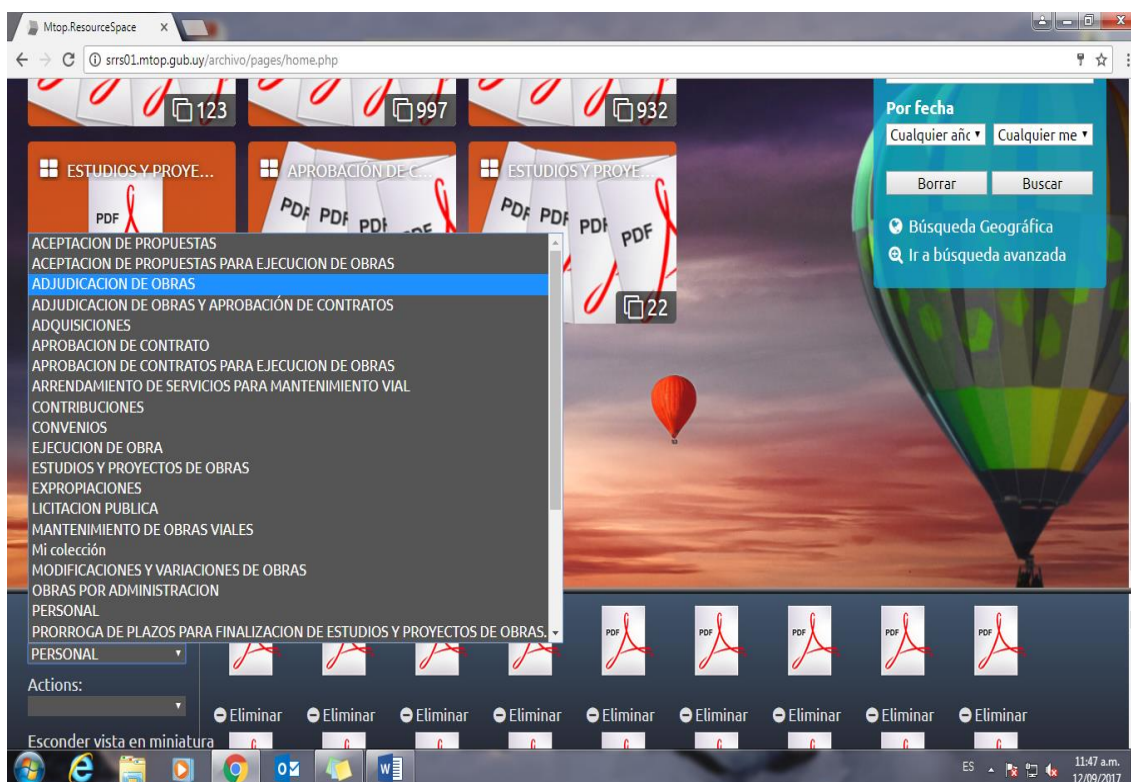 Mtop.ResourceSpace
srrs01.mtop.gub.uy/archivo/pages/home.php
123
997
932
Por fecha
Cualquier añc
Cualquier me
Borrar
Buscar
Búsqueda Geográfica
Ir a búsqueda avanzada
ESTUDIOS Y PROYE...
APROBACIÓN DE C...
ESTUDIOS Y PROYE...
PDF
PDF PDF PDF
PDF PDF PDF PDF
22
ACEPTACION DE PROPUESTAS
ACEPTACION DE PROPUESTAS PARA EJECUCION DE OBRAS
ADJUDICACION DE OBRAS
ADJUDICACION DE OBRAS Y APROBACIÓN DE CONTRATOS
ADQUISICIONES
APROBACION DE CONTRATO
APROBACION DE CONTRATOS PARA EJECUCION DE OBRAS
ARRENDAMIENTO DE SERVICIOS PARA MANTENIMIENTO VIAL
CONTRIBUCIONES
CONVENIOS
EJECUCION DE OBRA
ESTUDIOS Y PROYECTOS DE OBRAS
EXPROPIACIONES
LICITACION PUBLICA
MANTENIMIENTO DE OBRAS VIALES
Mi colección
MODIFICACIONES Y VARIACIONES DE OBRAS
OBRAS POR ADMINISTRACION
PERSONAL
PRORROGA DE PLAZOS PARA FINALIZACION DE ESTUDIOS Y PROYECTOS DE OBRAS.
PERSONAL
PDF PDF PDF PDF PDF
Actions:
Eliminar Eliminar Eliminar Eliminar Eliminar Eliminar Eliminar Eliminar Eliminar
Esconder vista en miniatura
ES
11:47 a.m.
12/09/2017